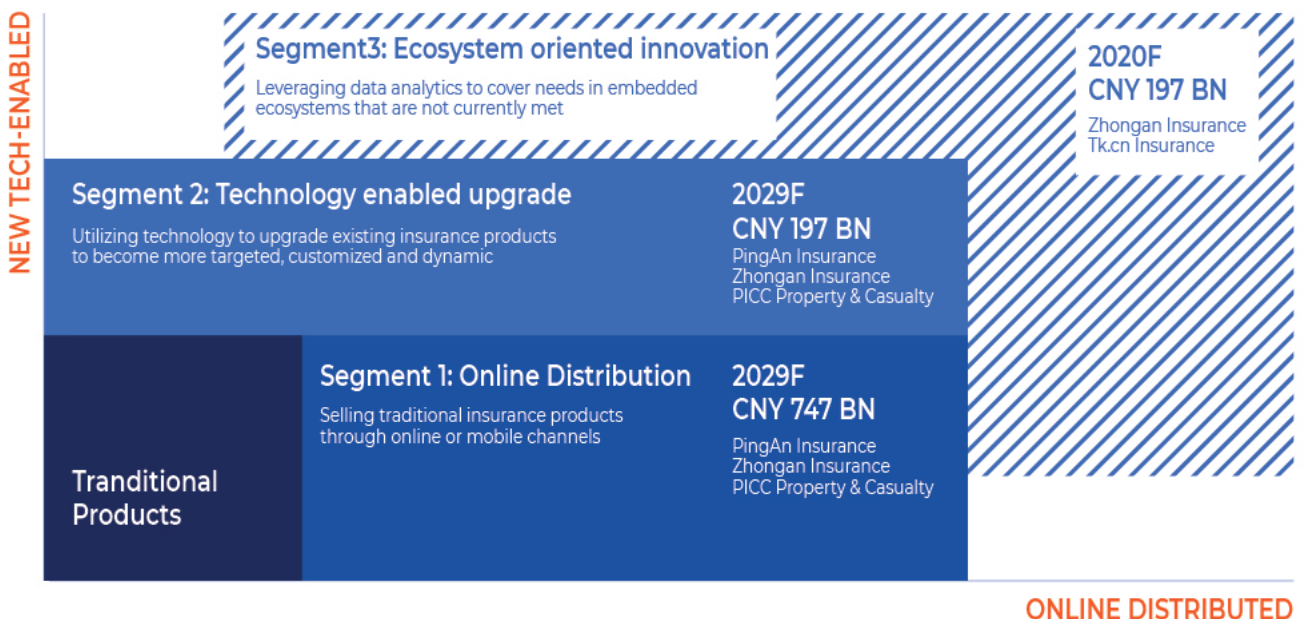 NEW TECH-ENABLED
Segment3: Ecosystem oriented innovation
Leveraging data analytics to cover needs in embedded
ecosystems that are not currently met
2020F
CNY 197 BN
Zhongan Insurance
Tk.cn Insurance
Segment 2: Technology enabled upgrade
Utilizing technology to upgrade existing insurance products
to become more targeted, customized and dynamic
2029F
CNY 197 BN
PingAn Insurance
Zhongan Insurance
PICC Property & Casualty
Tranditional
Products
Segment 1: Online Distribution
Selling traditional insurance products
through online or mobile channels
2029F
CNY 747 BN
PingAn Insurance
Zhongan Insurance
PICC Property & Casualty
ONLINE DISTRIBUTED